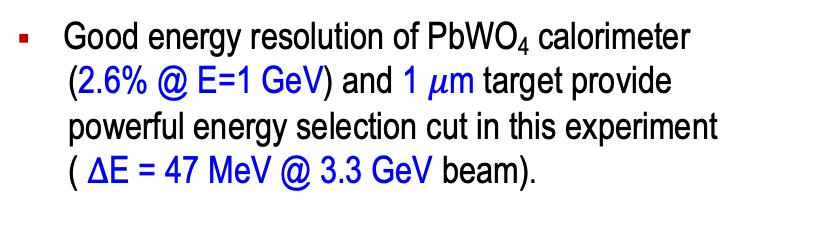 ▪ Good energy resolution of PbWO₄ calorimeter
(2.6% @ E=1 GeV) and 1 μm target provide
powerful energy selection cut in this experiment
( ΔE = 47 MeV @ 3.3 GeV beam).